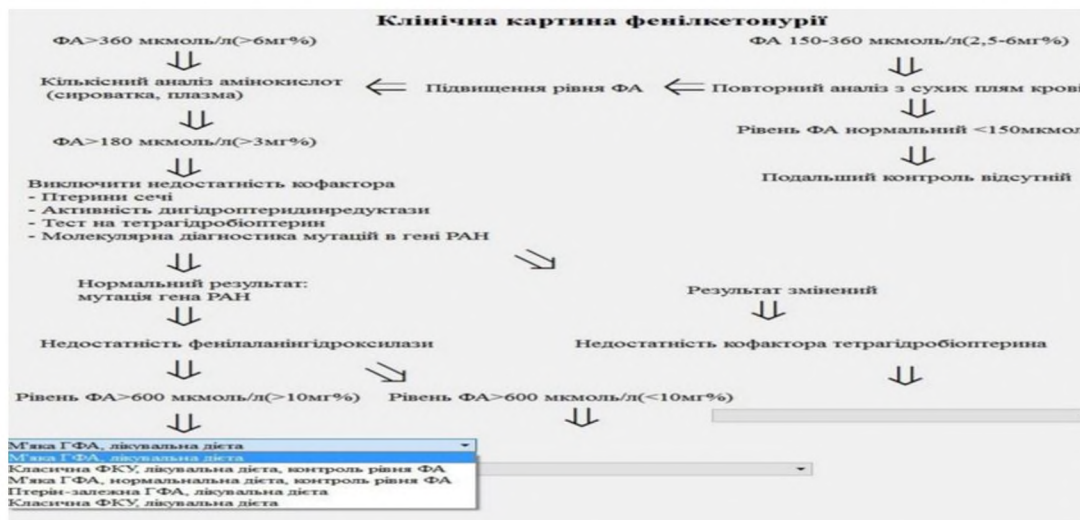 Клінічна картина фенілкетонурії
ФА>360 мкмоль/л(>6мг%)
ФА 150-360 мкмоль/л(2,5-6мг%)
Кількісний аналіз амінокислот
(сироватка, плазма)
Підвищення рівня ФА
Повторний аналіз з сухих плям крові
ФА>180 мкмоль/л(>3мг%)
Рівень ФА нормальний <150мкмол
Подальший контроль відсутній
Виключити недостатність кофактора
- Птерини сечі
- Активність дигідроптеридинредуктази
- Тест на тетрагідробіоптерин
- Молекулярна діагностика мутацій в гені PAH
Нормальний результат:
мутація гена PAH
Результат змінений
Недостатність фенілаланінгідроксилази
Недостатність кофактора тетрагідробіоптерина
Рівень ФА>600 мкмоль/л(>10мг%)
Рівень ФА>600 мкмоль/л(<10мг%)
М'яка ГФА, лікувальна дієта
М'яка ГФА, лікувальна дієта
Класична ФКУ, лікувальна дієта, контроль рівня ФА
М'яка ГФА, нормальнальна дієта, контроль рівня ФА
Птерін-залежна ГФА, лікувальна дієта
Класична ФКУ, лікувальна дієта